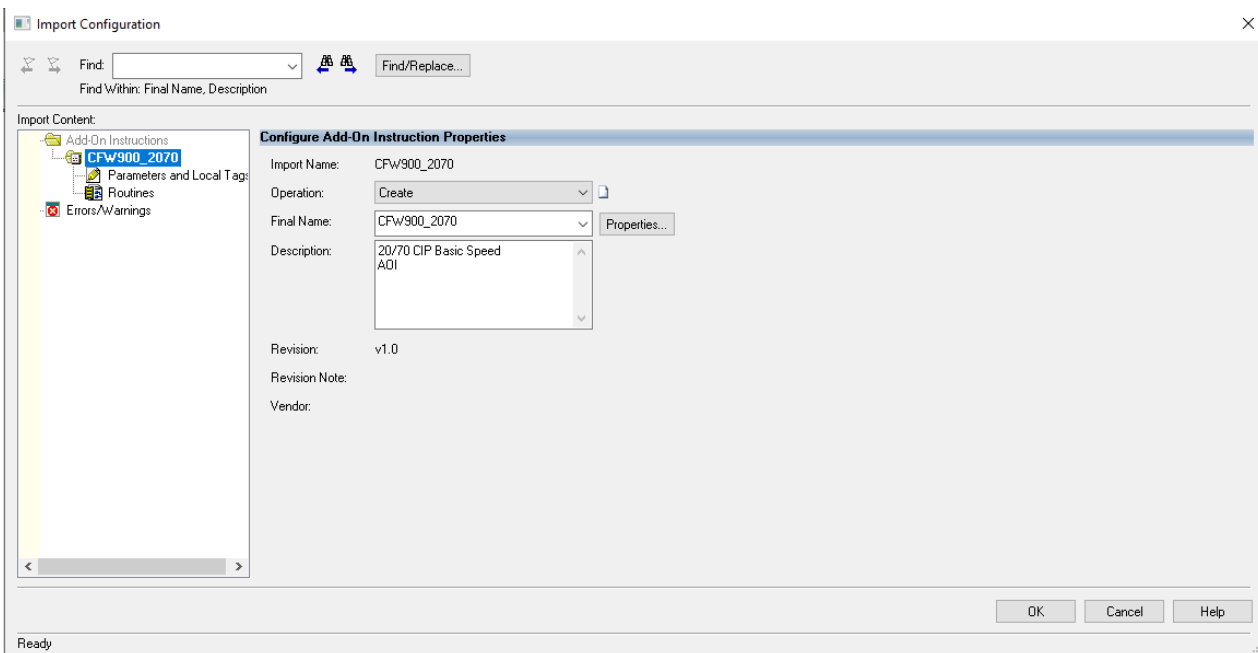 Import Configuration
Find:
Find/Replace...
Find Within: Final Name, Description
Import Content:
Add-On Instructions
CFW900_2070
Parameters and Local Tags
Routines
Errors/Warnings
Configure Add-On Instruction Properties
Import Name: CFW900_2070
Operation: Create
Final Name: CFW900_2070
Properties...
Description: 20/70 CIP Basic Speed
AOI
Revision: v1.0
Revision Note:
Vendor:
OK Cancel Help
Ready